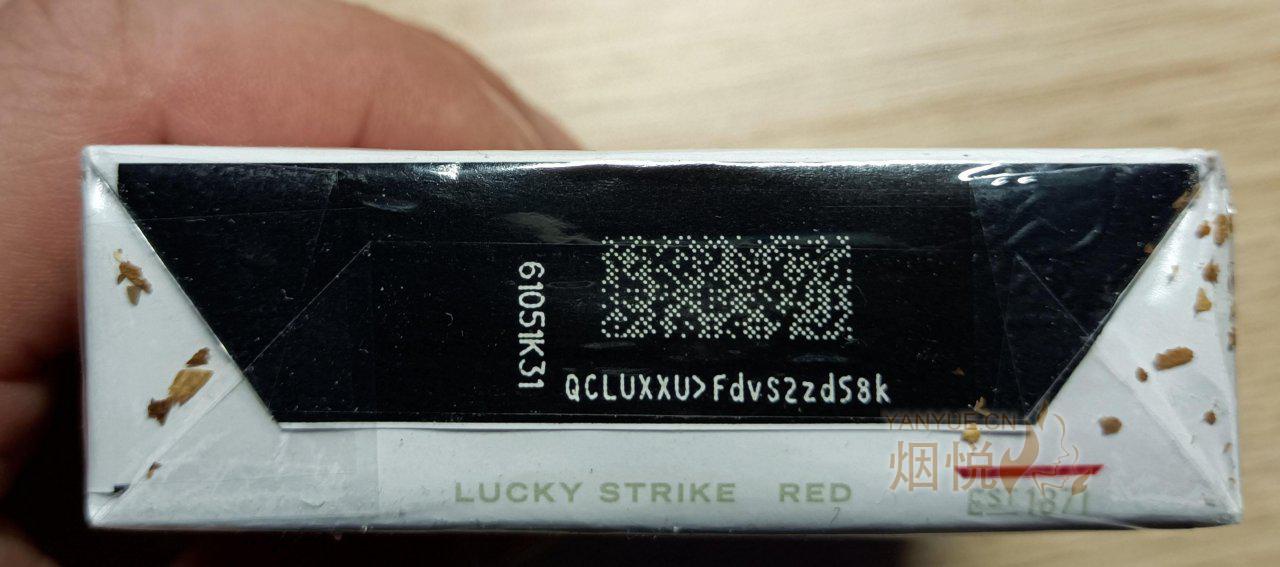 61051K31
QCLUXXU>FdvS2zdS8k
YANYUE.CN
烟悦
LUCKY STRIKE RED
EST 1871